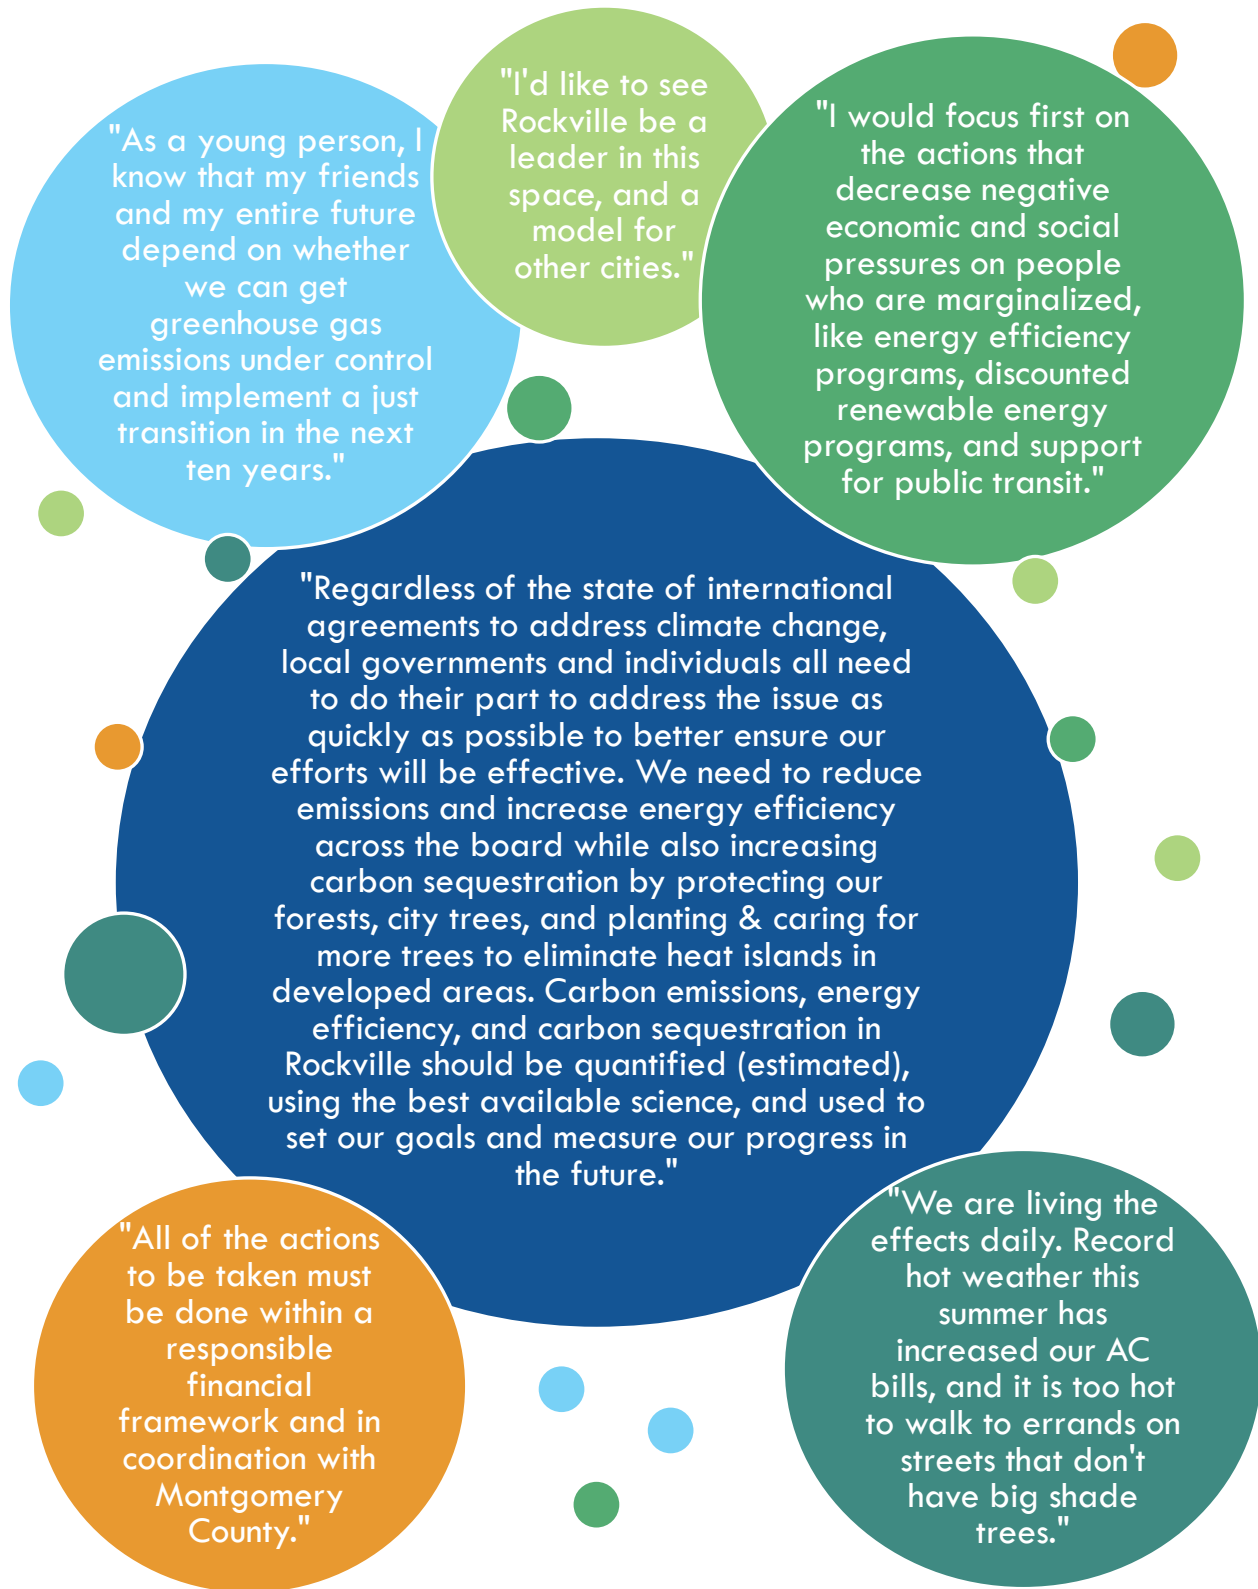 "As a young person, I
know that my friends
and my entire future
depend on whether
we can get
greenhouse gas
emissions under control
and implement a just
transition in the next
ten years."
"I'd like to see
Rockville be a
leader in this
space, and a
model for
other cities."
"I would focus first on
the actions that
decrease negative
economic and social
pressures on people
who are marginalized,
like energy efficiency
programs, discounted
renewable energy
programs, and support
for public transit."
"Regardless of the state of international
agreements to address climate change,
local governments and individuals all need
to do their part to address the issue as
quickly as possible to better ensure our
efforts will be effective. We need to reduce
emissions and increase energy efficiency
across the board while also increasing
carbon sequestration by protecting our
forests, city trees, and planting & caring for
more trees to eliminate heat islands in
developed areas. Carbon emissions, energy
efficiency, and carbon sequestration in
Rockville should be quantified (estimated),
using the best available science, and used to
set our goals and measure our progress in
the future."
"All of the actions
to be taken must
be done within a
responsible
financial
framework and in
coordination with
Montgomery
County."
"We are living the
effects daily. Record
hot weather this
summer has
increased our AC
bills, and it is too hot
to walk to errands on
streets that don't
have big shade
trees."